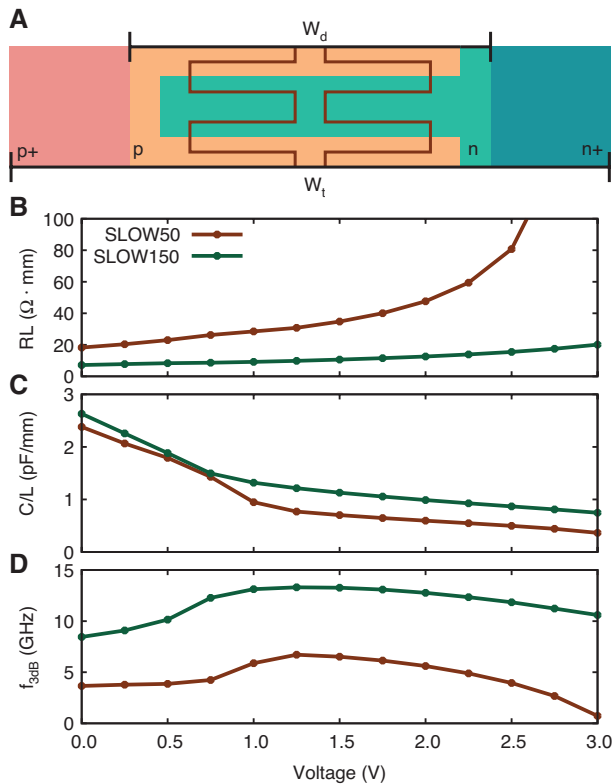 A
W_d
p+ p n n+
W_t
B
SLOW50
SLOW150
RL (Ω · mm)
100
80
60
40
20
0
C
C/L (pF/mm)
3
2
1
0
D
f_3dB (GHz)
15
10
5
0
0.0 0.5 1.0 1.5 2.0 2.5 3.0
Voltage (V)